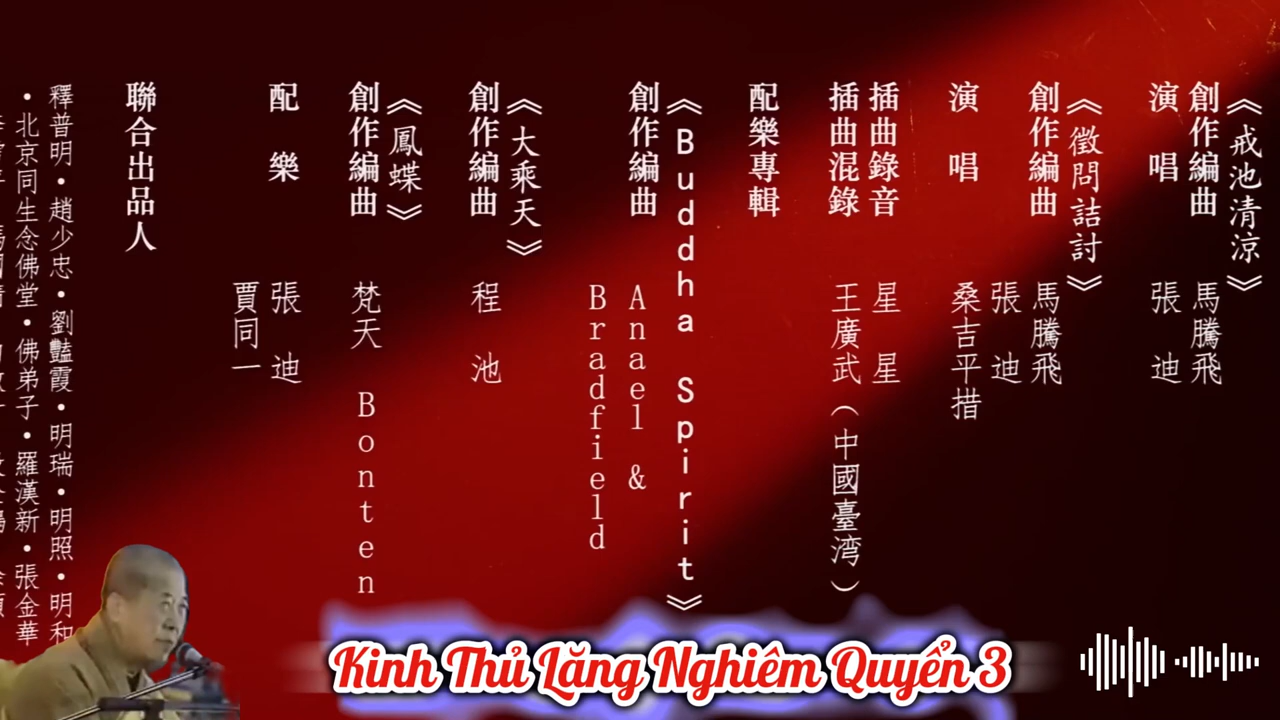 《戒池清涼》
創作編曲 馬騰飛
演唱 張迪
《徵問詰討》
創作編曲 馬騰飛
張迪
演唱 桑吉平措
插曲錄音 星星
插曲混錄 王廣武（中國臺湾）
配樂專輯
《Buddha Spirit》
創作編曲 Anael &
Bradfield
《大乘天》
創作編曲 程池
《鳳蝶》
創作編曲 梵天 Bonten
配樂 張迪
賈同一
聯合出品人
釋普明・趙少忠・劉豔霞・明瑞・明照・明和
・北京同生念佛堂・佛弟子・羅漢新・張金華
Kinh Thủ Lăng Nghiêm Quyển 3